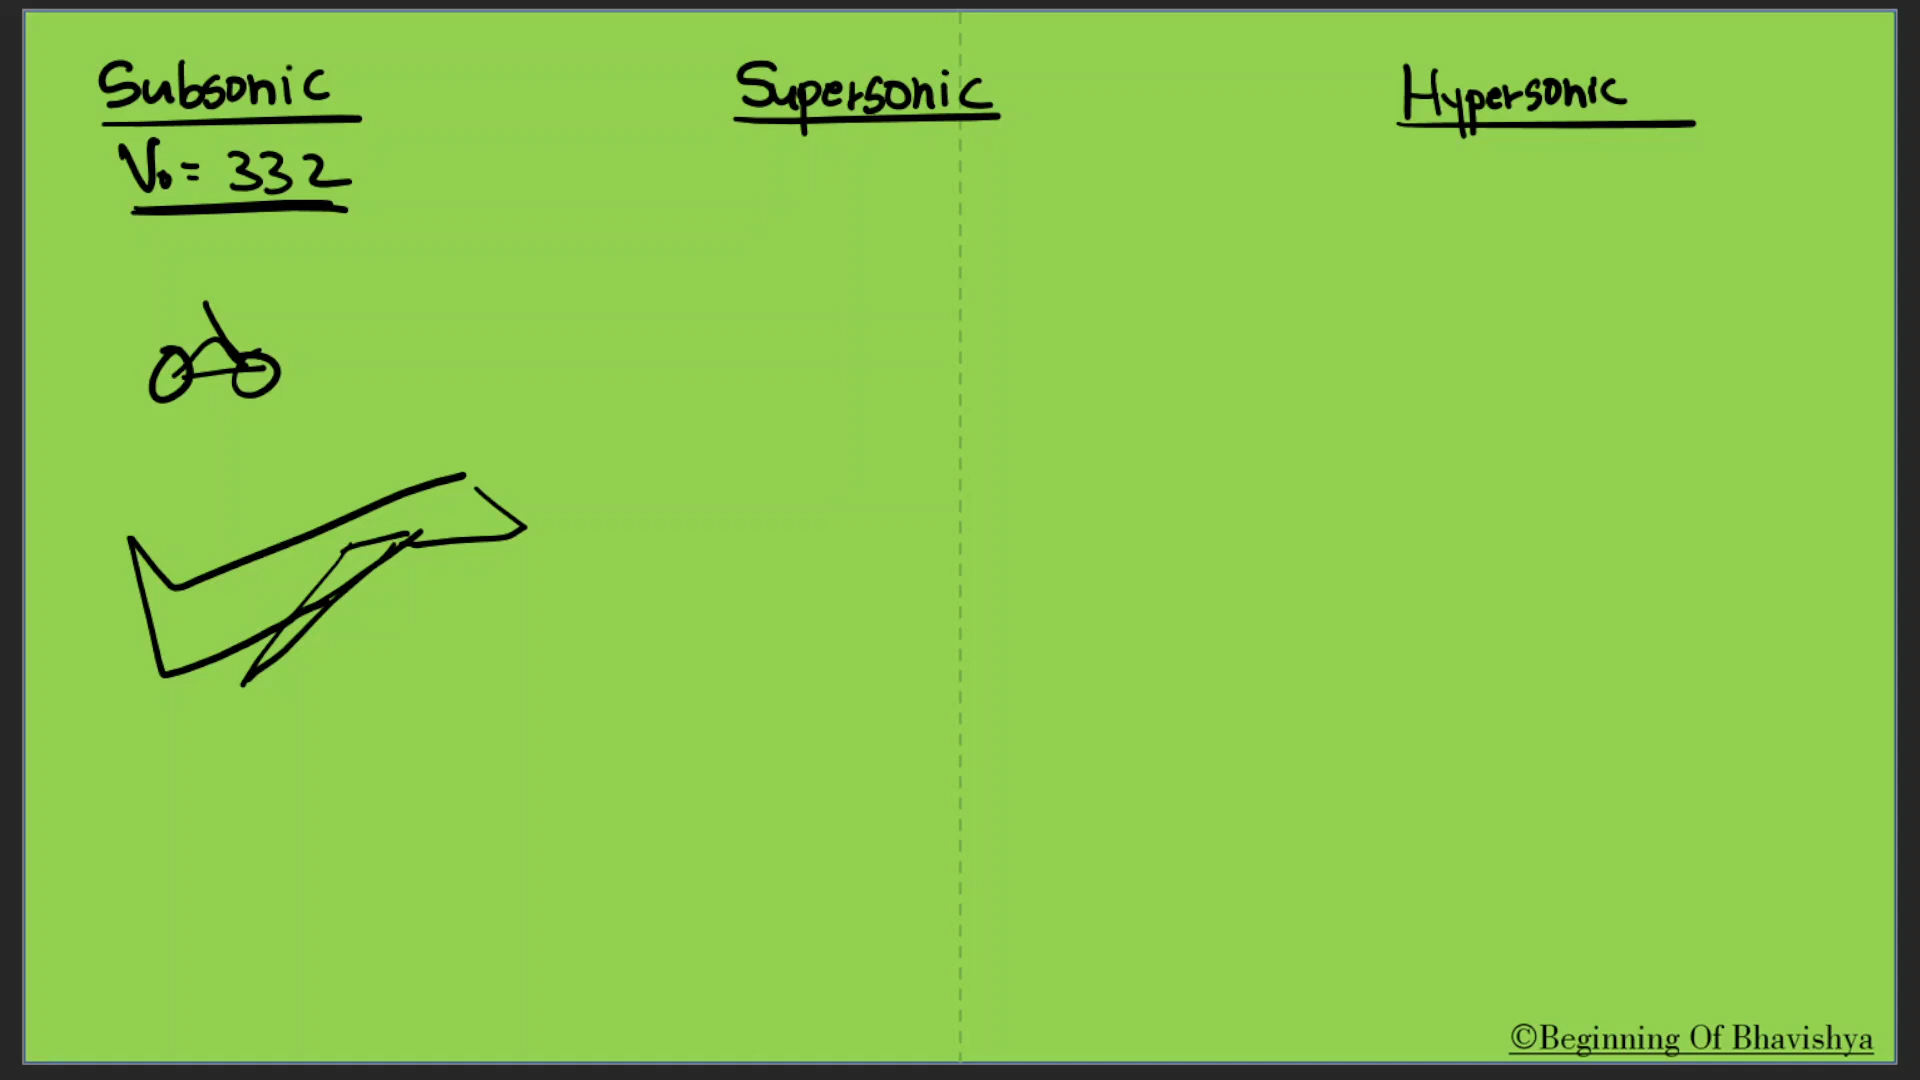 Subsonic
Supersonic
Hypersonic
V₀ = 332
©Beginning Of Bhavishya